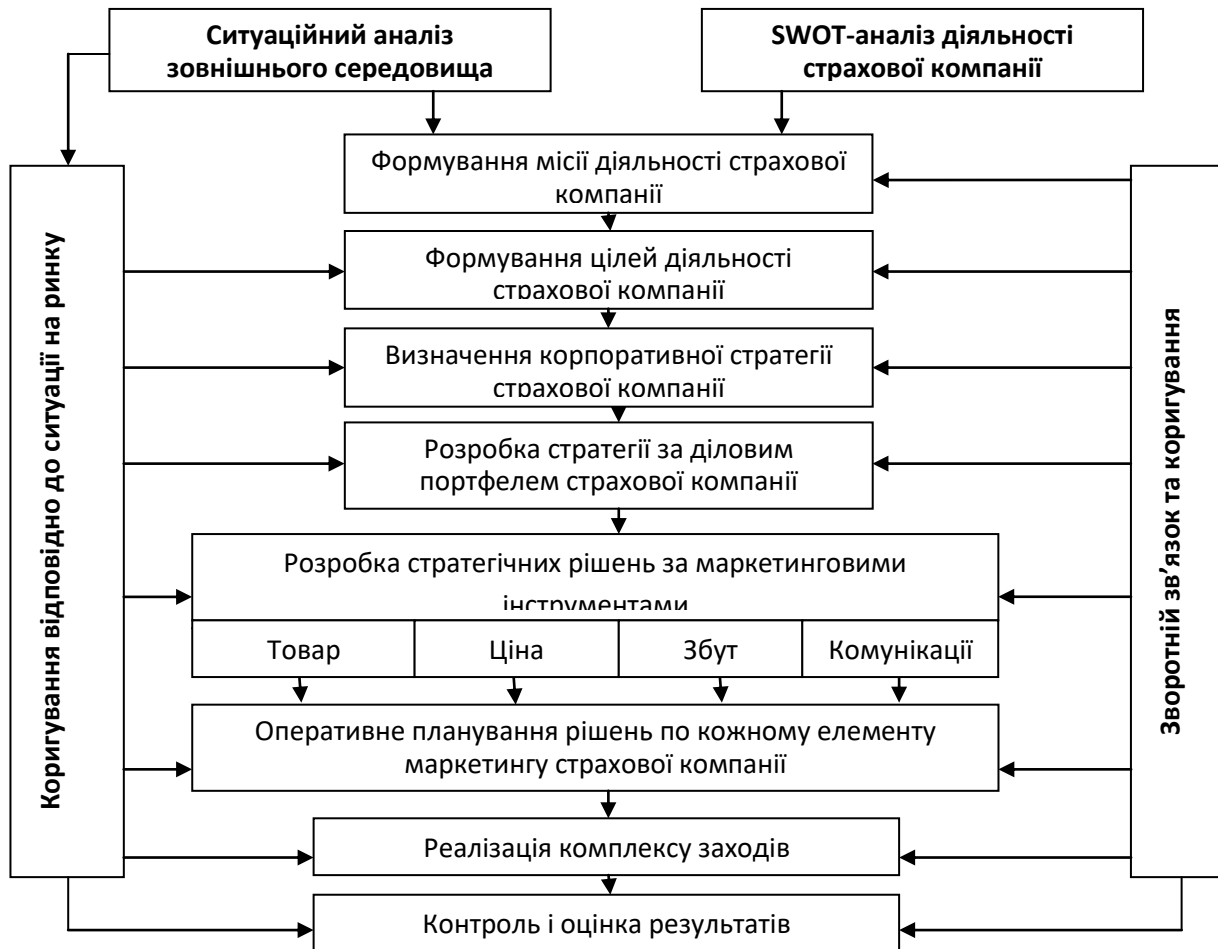 Ситуаційний аналіз
зовнішнього середовища
SWOT-аналіз діяльності
страхової компанії
Формування місії діяльності страхової
компанії
Формування цілей діяльності
страхової компанії
Визначення корпоративної стратегії
страхової компанії
Розробка стратегії за діловим
портфелем страхової компанії
Розробка стратегічних рішень за маркетинговими
інструментами
Товар
Ціна
Збут
Комунікації
Оперативне планування рішень по кожному елементу
маркетингу страхової компанії
Реалізація комплексу заходів
Контроль і оцінка результатів
Коригування відповідно до ситуації на ринку
Зворотній зв’язок та коригування